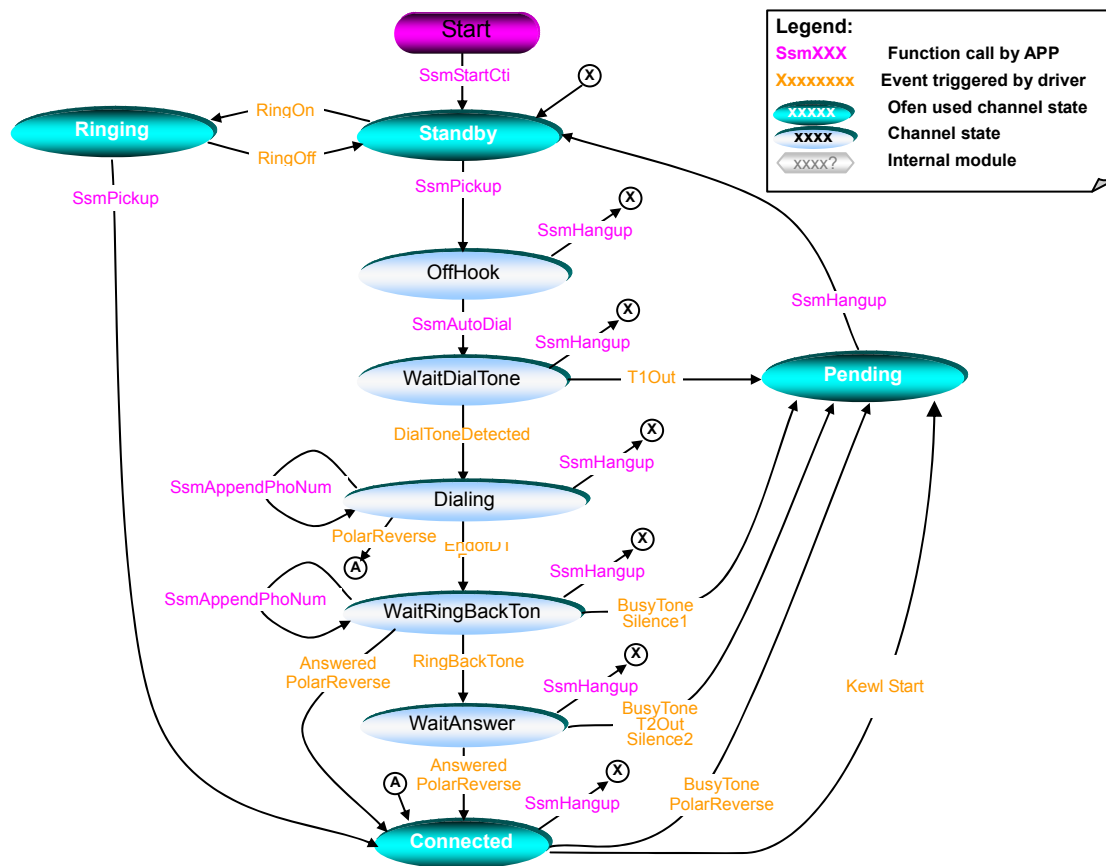 Start
Legend:
SsmXXX Function call by APP
Xxxxxxxx Event triggered by driver
xxxxx Ofen used channel state
xxxx Channel state
xxxx? Internal module
SsmStartCti
X
RingOn
Ringing
Standby
RingOff
SsmPickup
SsmPickup
X
SsmHangup
OffHook
SsmHangup
SsmAutoDial
X
SsmHangup
WaitDialTone
T1Out
Pending
DialToneDetected
X
SsmHangup
SsmAppendPhoNum
Dialing
PolarReverse
A
X
SsmHangup
SsmAppendPhoNum
WaitRingBackTon
BusyTone
Silence1
Answered
PolarReverse
RingBackTone
X
SsmHangup
Kewl Start
WaitAnswer
BusyTone
T2Out
Silence2
Answered
PolarReverse
A
X
SsmHangup
BusyTone
PolarReverse
Connected